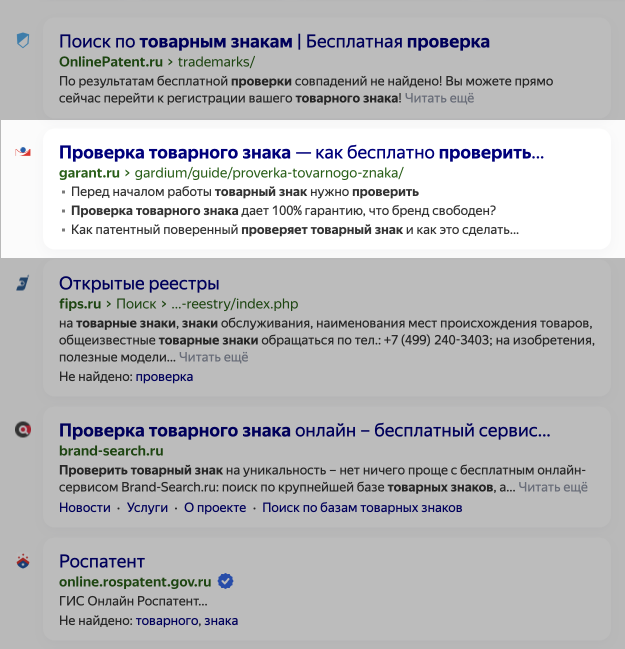 Поиск по товарным знакам | Бесплатная проверка
OnlinePatent.ru › trademarks/
По результатам бесплатной проверки совпадений не найдено! Вы можете прямо
сейчас перейти к регистрации вашего товарного знака! Читать ещё
Проверка товарного знака — как бесплатно проверить...
garant.ru › gardium/guide/proverka-tovarnogo-znaka/
▪ Перед началом работы товарный знак нужно проверить
▪ Проверка товарного знака дает 100% гарантию, что бренд свободен?
▪ Как патентный поверенный проверяет товарный знак и как это сделать...
Открытые реестры
fips.ru › Поиск › ...-reestry/index.php
на товарные знаки, знаки обслуживания, наименования мест происхождения товаров,
общеизвестные товарные знаки обращаться по тел.: +7 (499) 240-3403; на изобретения,
полезные модели... Читать ещё
Не найдено: проверка
Проверка товарного знака онлайн – бесплатный сервис...
brand-search.ru
Проверить товарный знак на уникальность – нет ничего проще с бесплатным онлайн-
сервисом Brand-Search.ru: поиск по крупнейшей базе товарных знаков, а... Читать ещё
Новости · Услуги · О проекте · Поиск по базам товарных знаков
Роспатент
online.rospatent.gov.ru
ГИС Онлайн Роспатент...
Не найдено: товарного, знака